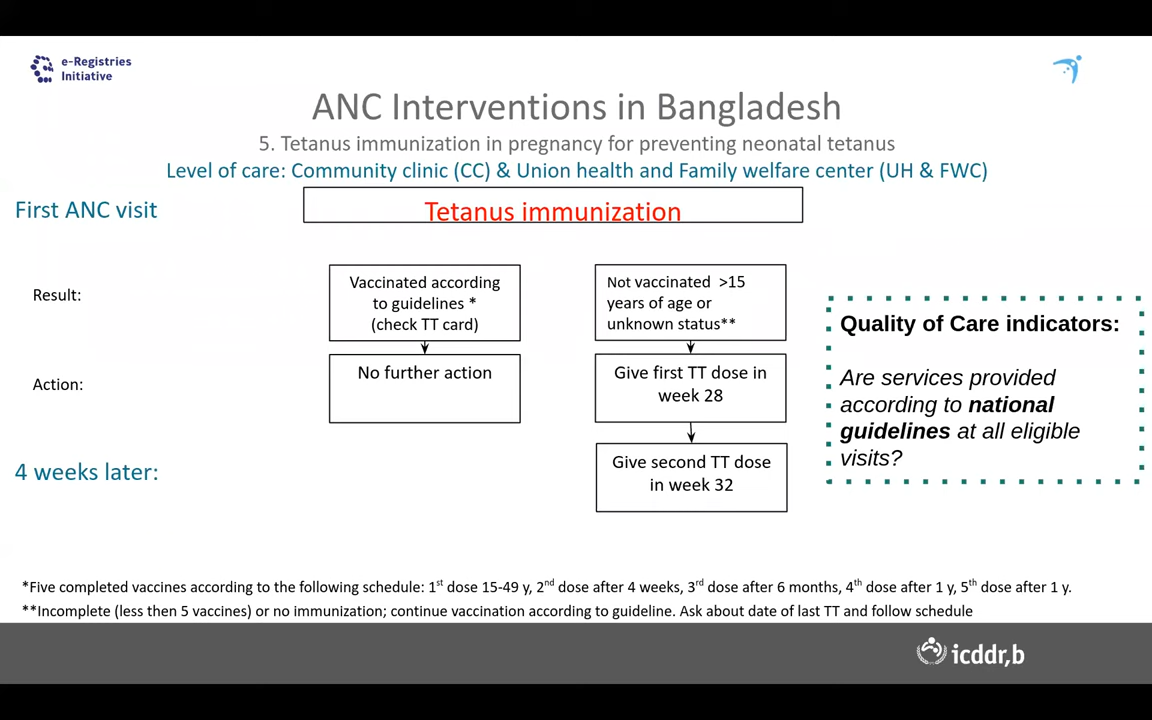 e-Registries
Initiative
ANC Interventions in Bangladesh
5. Tetanus immunization in pregnancy for preventing neonatal tetanus
Level of care: Community clinic (CC) & Union health and Family welfare center (UH & FWC)
First ANC visit
Tetanus immunization
Result:
Vaccinated according
to guidelines *
(check TT card)
Not vaccinated >15
years of age or
unknown status**
Action:
No further action
Give first TT dose in
week 28
4 weeks later:
Give second TT dose
in week 32
Quality of Care indicators:
Are services provided
according to national
guidelines at all eligible
visits?
*Five completed vaccines according to the following schedule: 1st dose 15-49 y, 2nd dose after 4 weeks, 3rd dose after 6 months, 4th dose after 1 y, 5th dose after 1 y.
**Incomplete (less then 5 vaccines) or no immunization; continue vaccination according to guideline. Ask about date of last TT and follow schedule
icddr,b